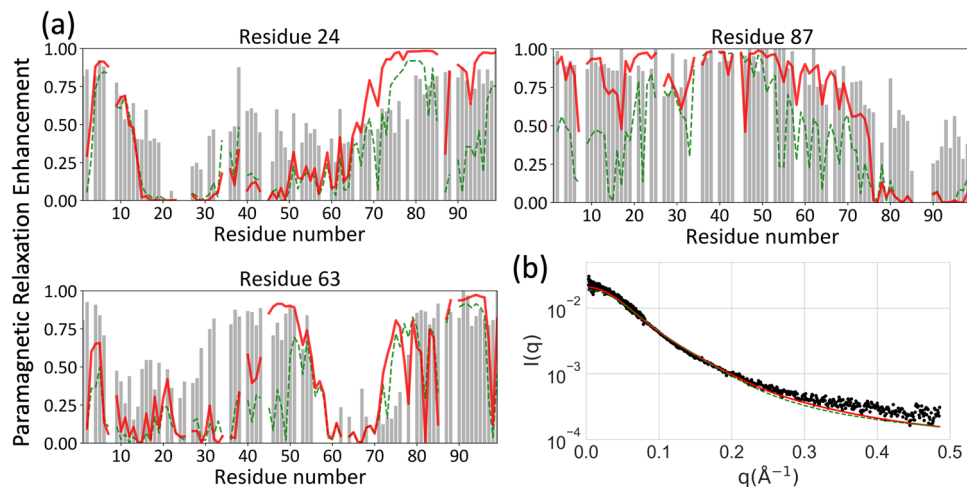 (a)
Paramagnetic Relaxation Enhancement
Residue 24
1.00
0.75
0.50
0.25
0.00
10 20 30 40 50 60 70 80 90
Residue number
Residue 87
1.00
0.75
0.50
0.25
0.00
10 20 30 40 50 60 70 80 90
Residue number
Residue 63
1.00
0.75
0.50
0.25
0.00
10 20 30 40 50 60 70 80 90
Residue number
(b)
I(q)
10⁻²
10⁻³
10⁻⁴
0.0 0.1 0.2 0.3 0.4 0.5
q(Å⁻¹)